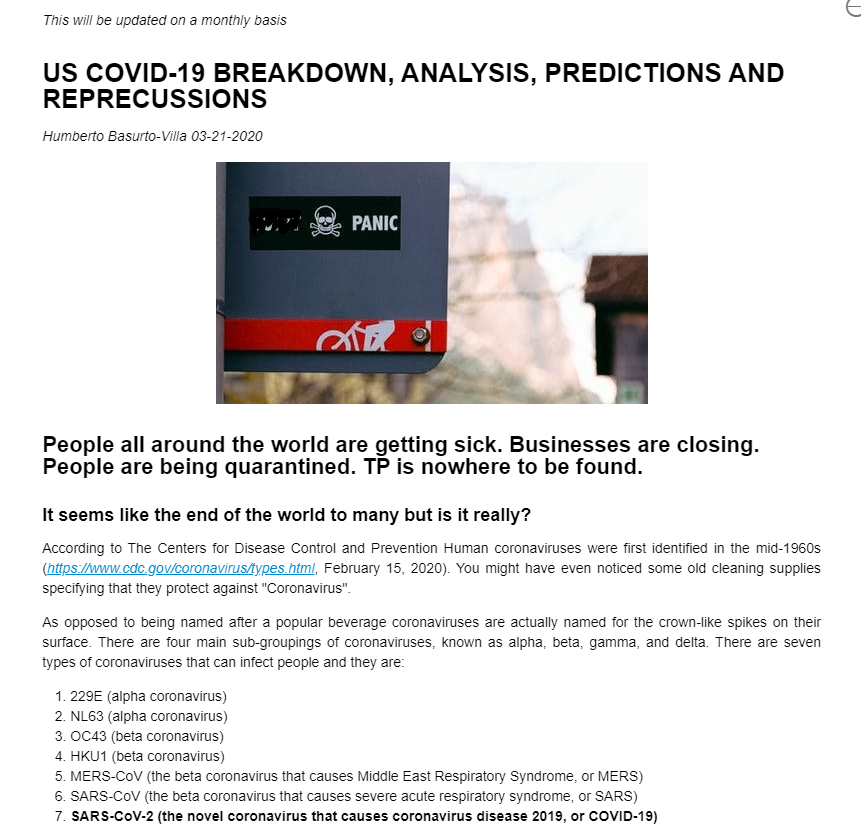 This will be updated on a monthly basis
US COVID-19 BREAKDOWN, ANALYSIS, PREDICTIONS AND
REPRECUSSIONS
Humberto Basurto-Villa 03-21-2020
PANIC
People all around the world are getting sick. Businesses are closing.
People are being quarantined. TP is nowhere to be found.
It seems like the end of the world to many but is it really?
According to The Centers for Disease Control and Prevention Human coronaviruses were first identified in the mid-1960s
(https://www.cdc.gov/coronavirus/types.html, February 15, 2020). You might have even noticed some old cleaning supplies
specifying that they protect against "Coronavirus".
As opposed to being named after a popular beverage coronaviruses are actually named for the crown-like spikes on their
surface. There are four main sub-groupings of coronaviruses, known as alpha, beta, gamma, and delta. There are seven
types of coronaviruses that can infect people and they are:
1. 229E (alpha coronavirus)
2. NL63 (alpha coronavirus)
3. OC43 (beta coronavirus)
4. HKU1 (beta coronavirus)
5. MERS-CoV (the beta coronavirus that causes Middle East Respiratory Syndrome, or MERS)
6. SARS-CoV (the beta coronavirus that causes severe acute respiratory syndrome, or SARS)
7. SARS-CoV-2 (the novel coronavirus that causes coronavirus disease 2019, or COVID-19)